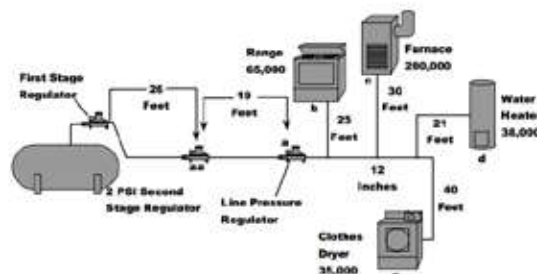 Range
65,000
b
Furnace
280,000
c
First Stage
Regulator
26
Feet
19
Feet
a
aa
25
Feet
30
Feet
21
Feet
Water
Heater
38,000
d
12
Inches
40
Feet
2 PSI Second
Stage Regulator
Line Pressure
Regulator
Clothes
Dryer
35,000